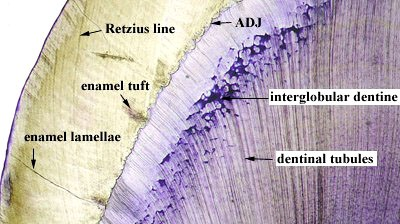 Retzius line
ADJ
enamel tuft
interglobular dentine
enamel lamellae
dentinal tubules